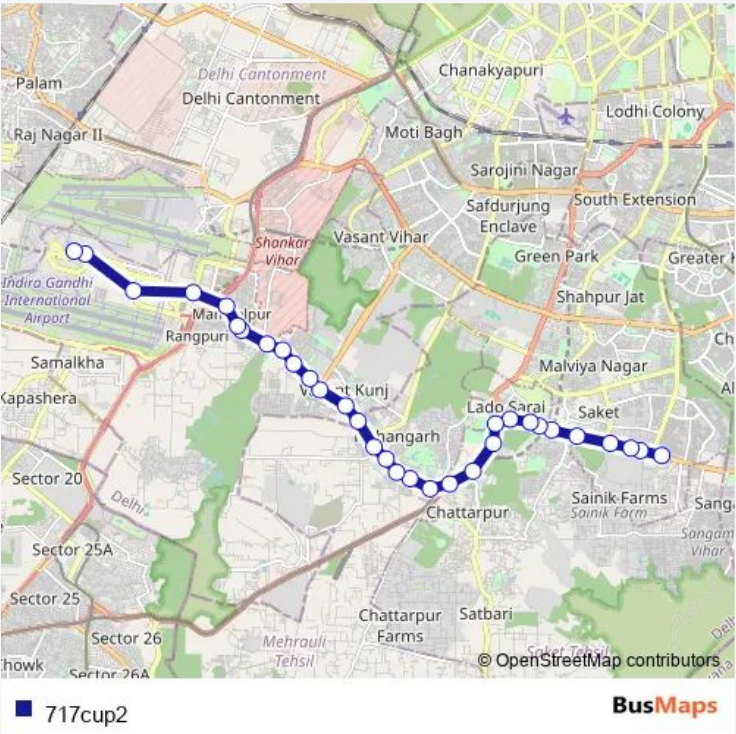 Chanakyapuri
Delhi Cantonment
Palam
Delhi Cantonment
Lodhi Colony
Raj Nagar II
Moti Bagh
Sarojini Nagar
South Extension
Safdurjung
Enclave
Shankar
Vihar
Vasant Vihar
Green Park
Greater K
Indira Gandhi
International
Airport
Shahpur Jat
Rangpuri
Samalkha
Malviya Nagar
Kapashera
Lado Sarai
Saket
Sector 20
Delhi
Chattarpur
Sainik Farms
Sainik Farm
Sanga
Sangam
Vihar
Sector 25A
Sector 25
Chattarpur
Farms
Satbari
Sector 26
Mehrauli
Tehsil
Saket Tehsil
Sector 26A
© OpenStreetMap contributors
717cup2
BusMaps